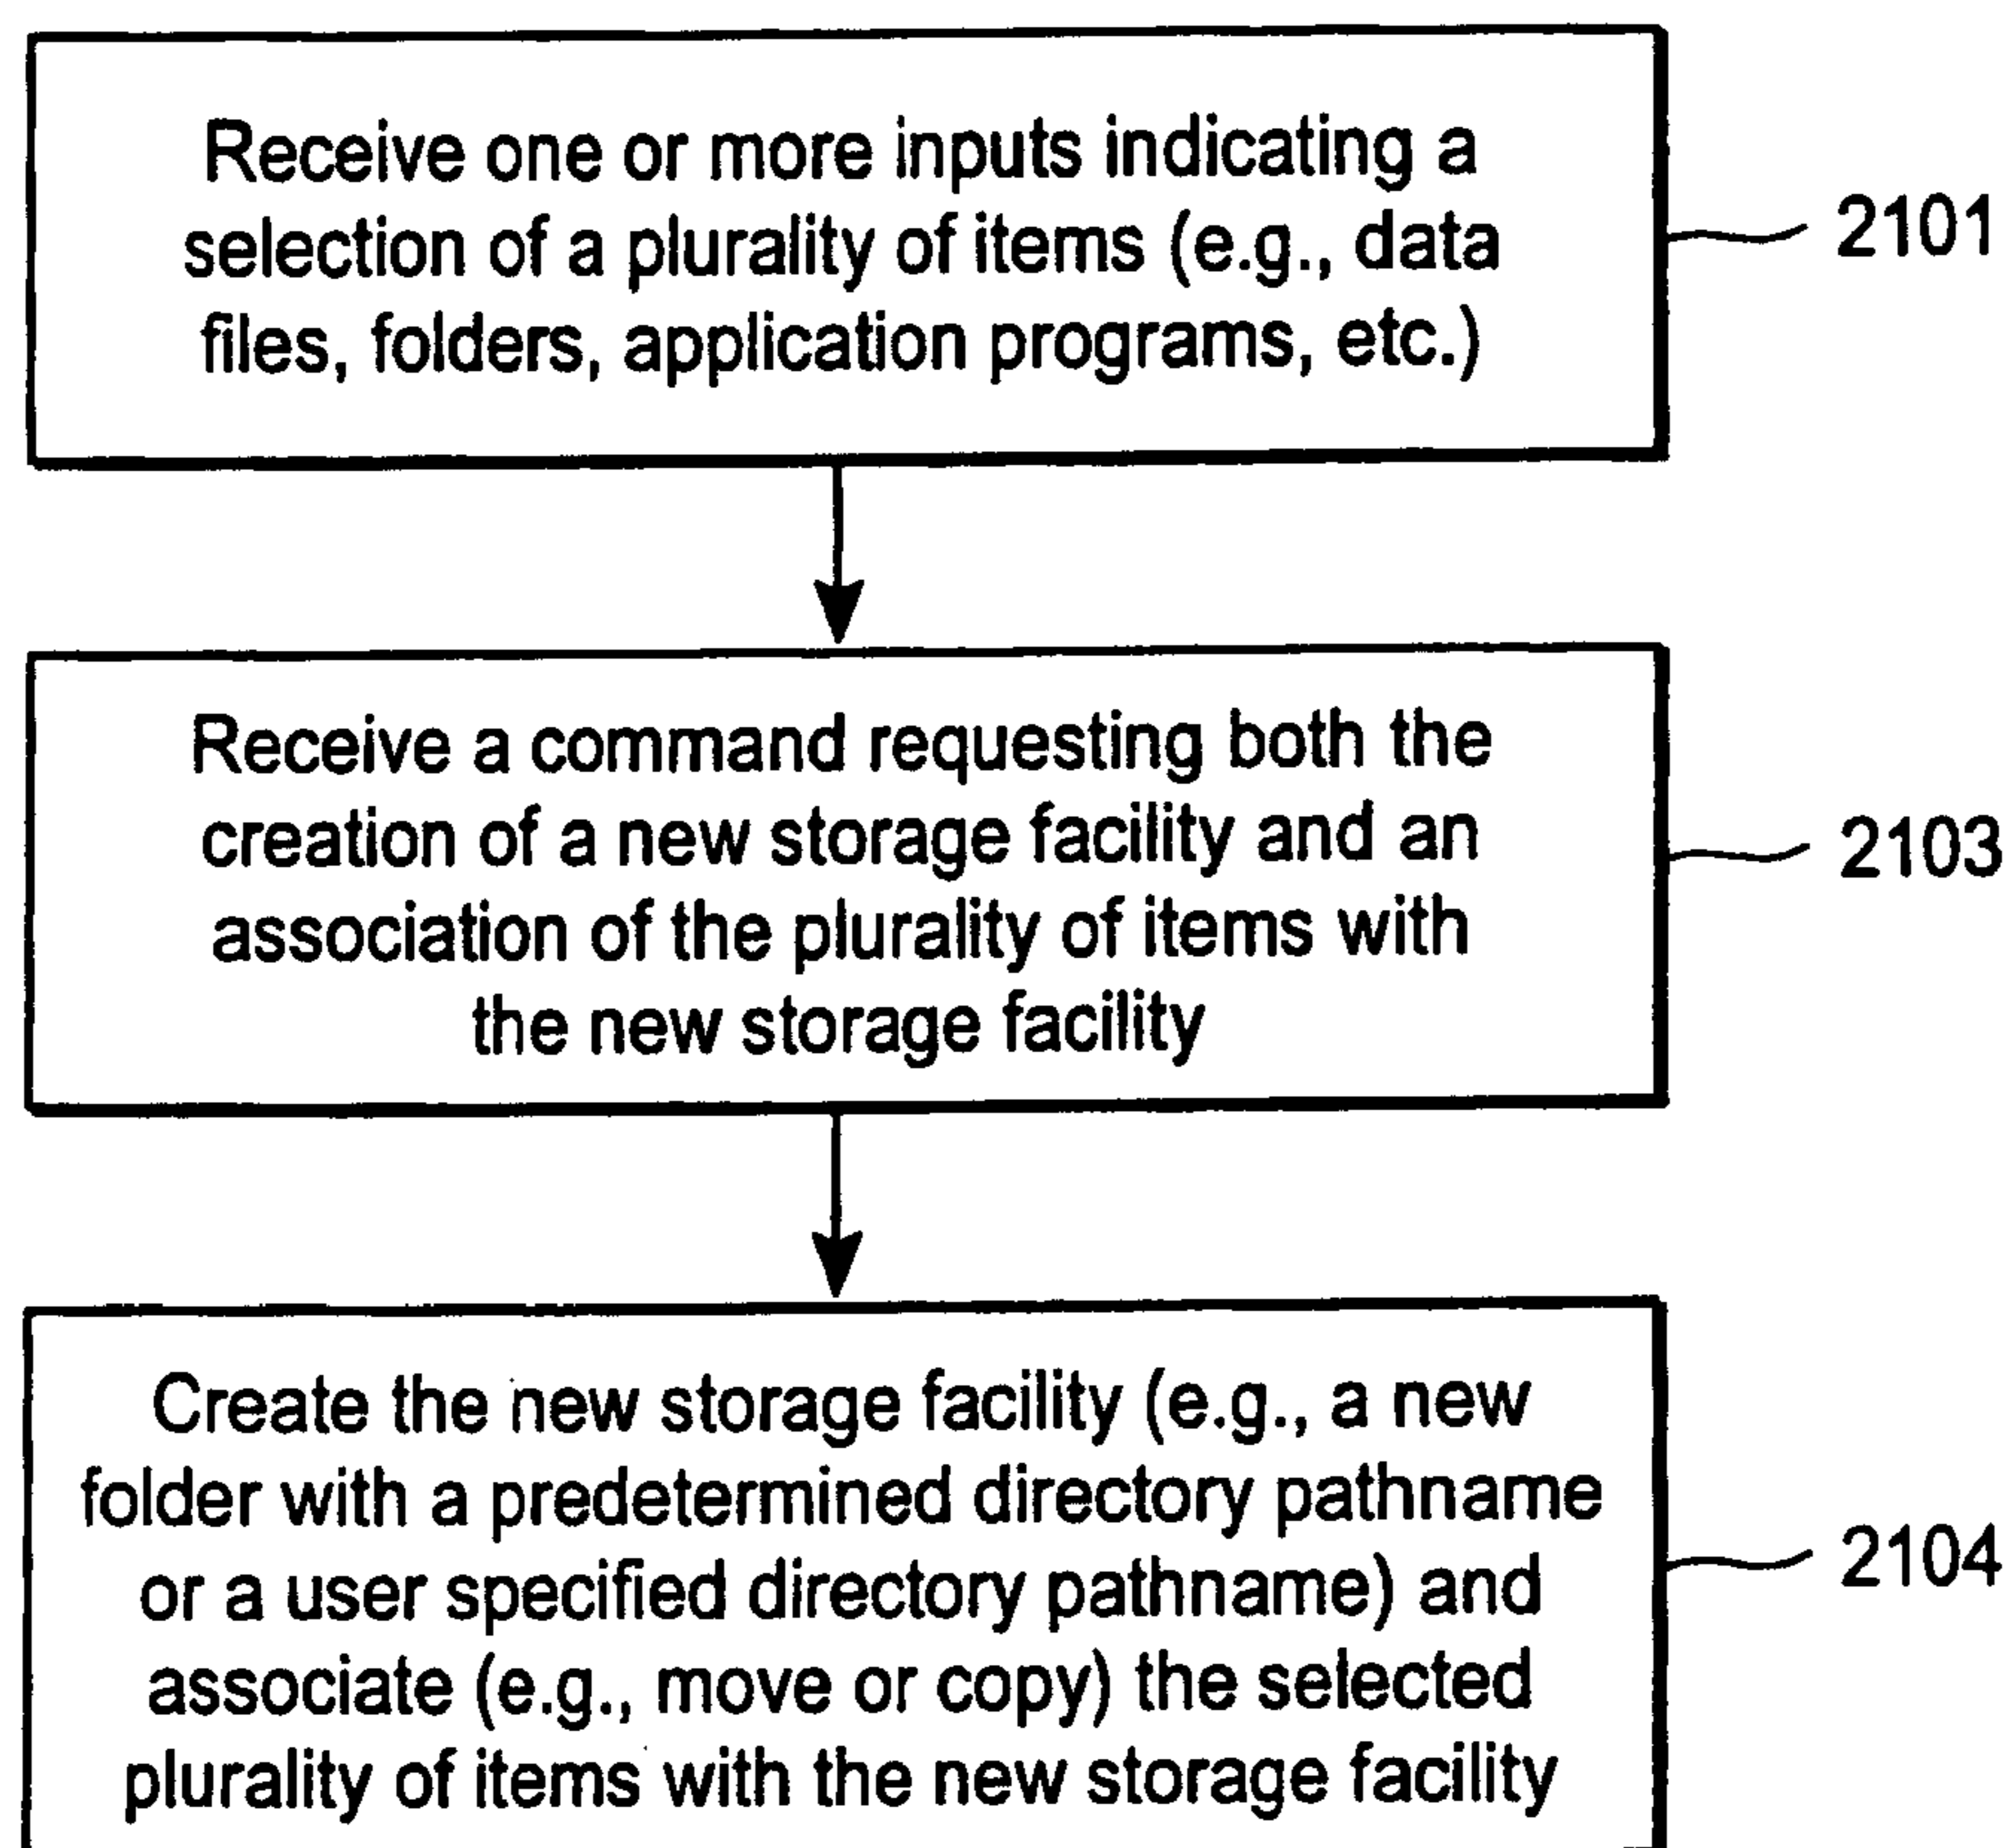 Receive one or more inputs indicating a
selection of a plurality of items (e.g., data
files, folders, application programs, etc.)
2101
Receive a command requesting both the
creation of a new storage facility and an
association of the plurality of items with
the new storage facility
2103
Create the new storage facility (e.g., a new
folder with a predetermined directory pathname
or a user specified directory pathname) and
associate (e.g., move or copy) the selected
plurality of items with the new storage facility
2104